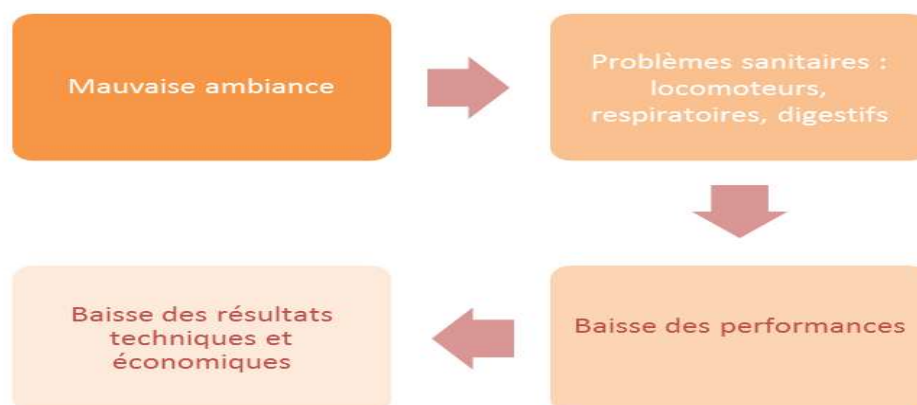 Mauvaise ambiance
Problèmes sanitaires :
locomoteurs,
respiratoires, digestifs
Baisse des performances
Baisse des résultats
techniques et
économiques